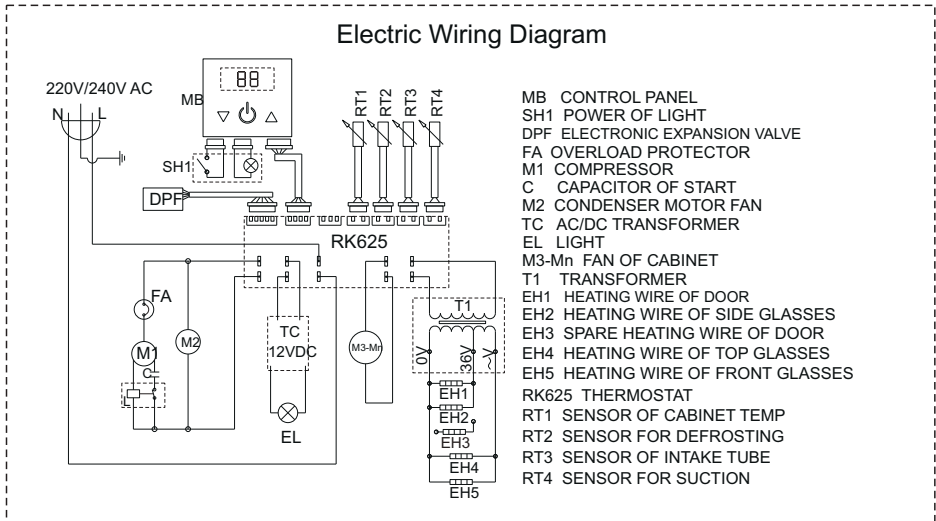 Electric Wiring Diagram
220V/240V AC
N L
MB
88
SH1
DPF
RT1 RT2 RT3 RT4
RK625
FA
M1
C
L
M2
TC
12VDC
EL
M3-Mn
T1
0V 36V ~V
EH1
EH2
EH3
EH4
EH5
MB CONTROL PANEL
SH1 POWER OF LIGHT
DPF ELECTRONIC EXPANSION VALVE
FA OVERLOAD PROTECTOR
M1 COMPRESSOR
C CAPACITOR OF START
M2 CONDENSER MOTOR FAN
TC AC/DC TRANSFORMER
EL LIGHT
M3-Mn FAN OF CABINET
T1 TRANSFORMER
EH1 HEATING WIRE OF DOOR
EH2 HEATING WIRE OF SIDE GLASSES
EH3 SPARE HEATING WIRE OF DOOR
EH4 HEATING WIRE OF TOP GLASSES
EH5 HEATING WIRE OF FRONT GLASSES
RK625 THERMOSTAT
RT1 SENSOR OF CABINET TEMP
RT2 SENSOR FOR DEFROSTING
RT3 SENSOR OF INTAKE TUBE
RT4 SENSOR FOR SUCTION